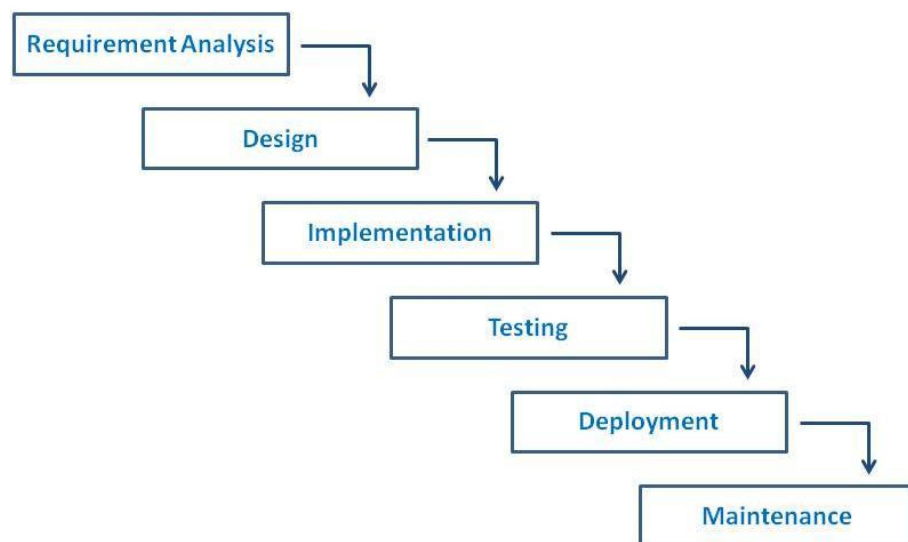 Requirement Analysis
Design
Implementation
Testing
Deployment
Maintenance